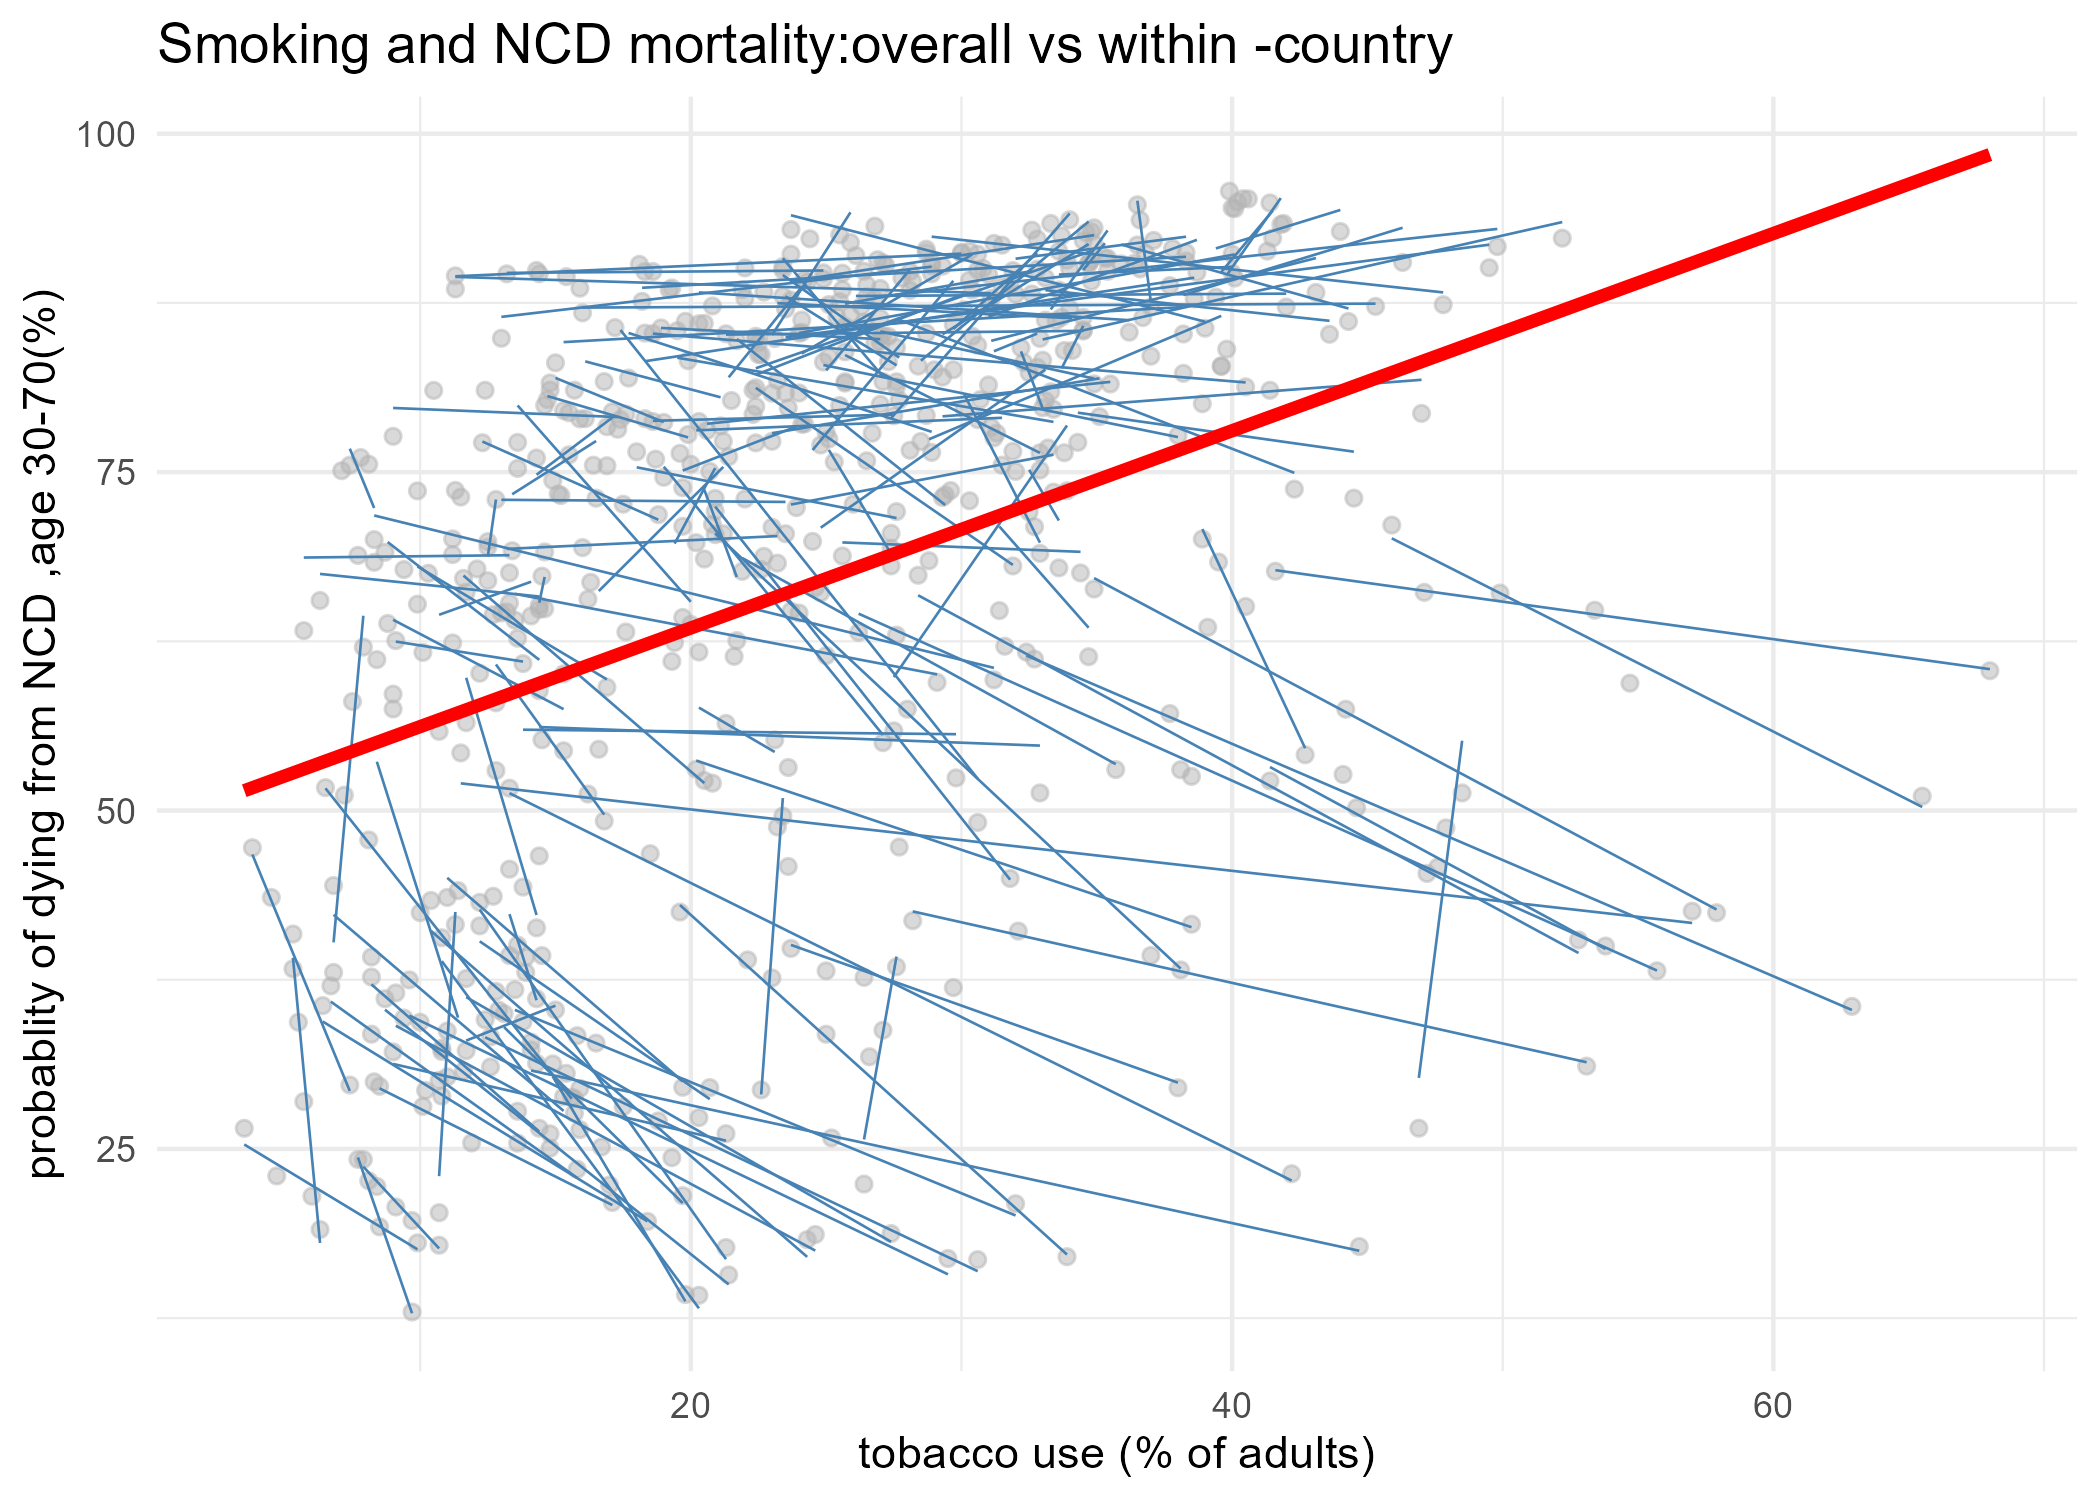 Smoking and NCD mortality:overall vs within -country
probablity of dying from NCD ,age 30-70(%)
100
75
50
25
20
40
60
tobacco use (% of adults)